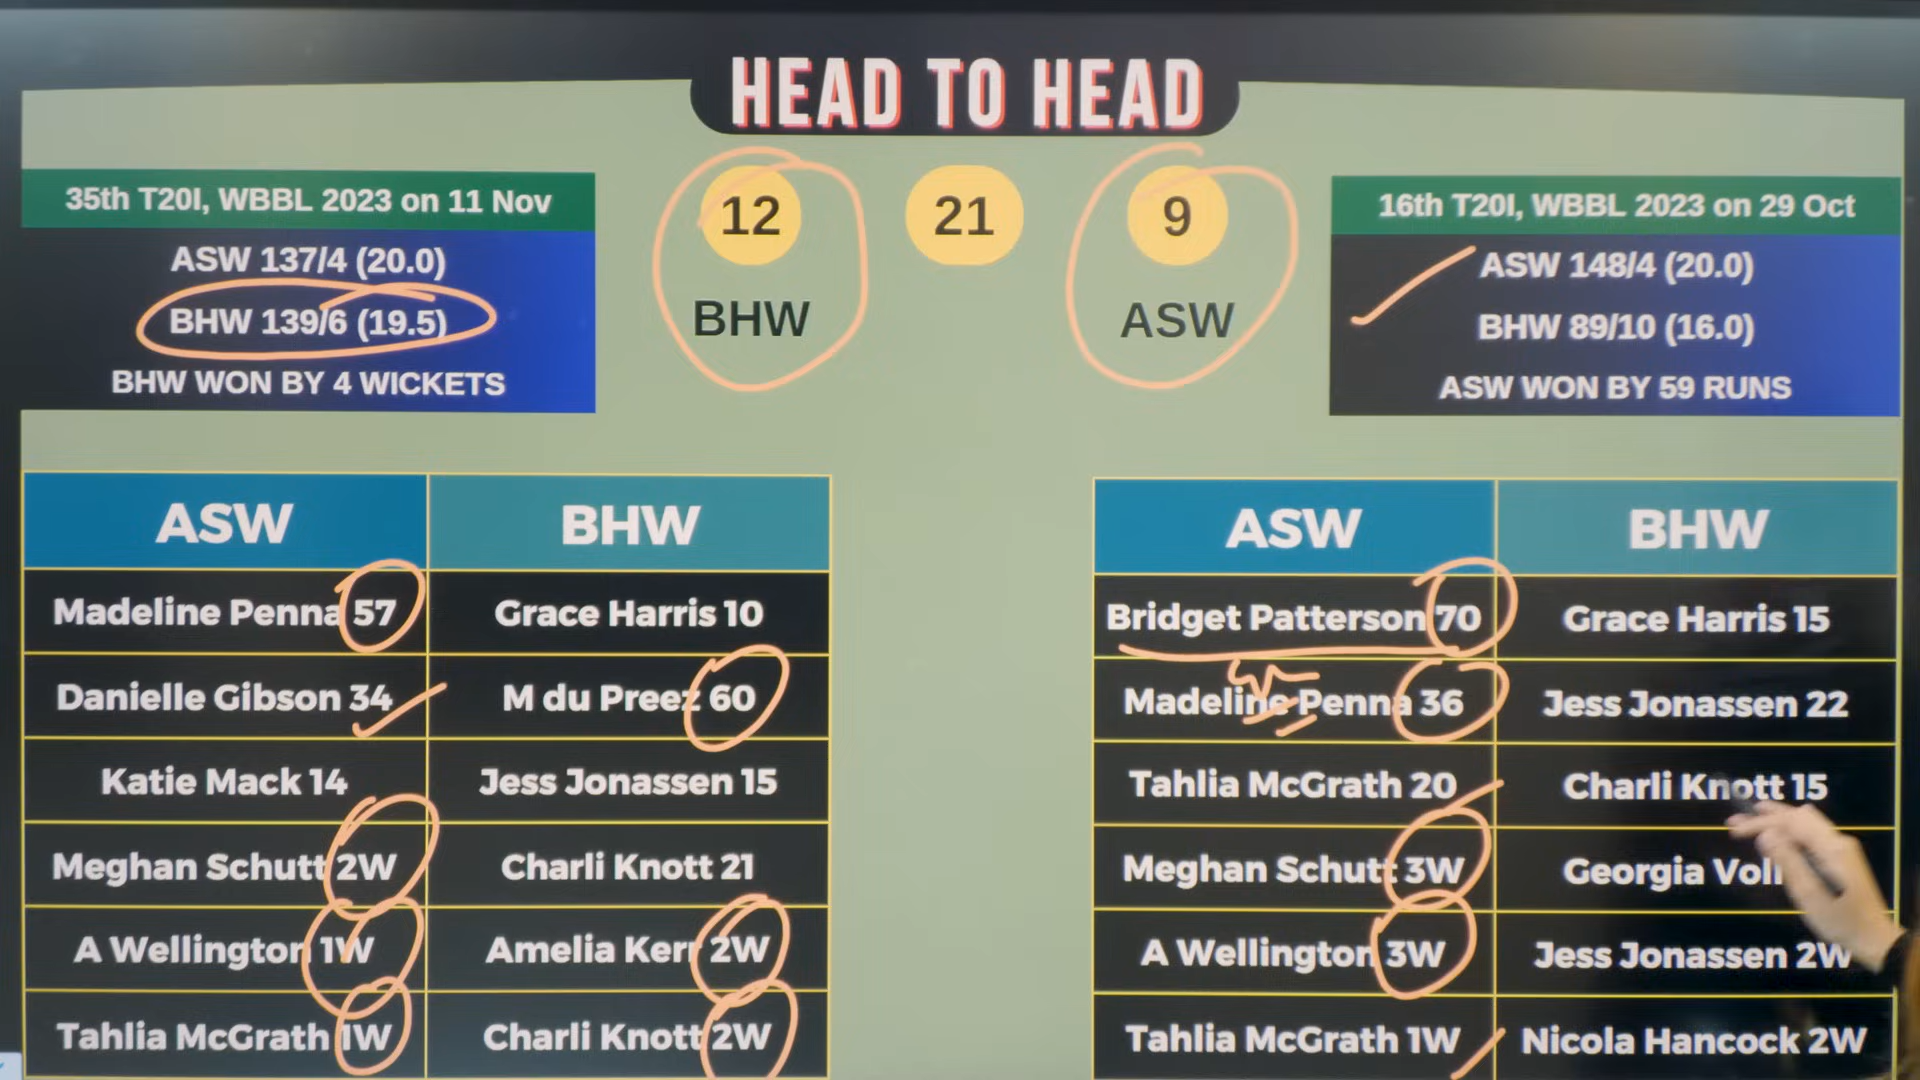 HEAD TO HEAD
35th T20I, WBBL 2023 on 11 Nov
ASW 137/4 (20.0)
BHW 139/6 (19.5)
BHW WON BY 4 WICKETS
12
BHW
21
9
ASW
16th T20I, WBBL 2023 on 29 Oct
ASW 148/4 (20.0)
BHW 89/10 (16.0)
ASW WON BY 59 RUNS
ASW BHW
Madeline Penna 57 Grace Harris 10
Danielle Gibson 34 M du Preez 60
Katie Mack 14 Jess Jonassen 15
Meghan Schutt 2W Charli Knott 21
A Wellington 1W Amelia Kerr 2W
Tahlia McGrath 1W Charli Knott 2W
ASW BHW
Bridget Patterson 70 Grace Harris 15
Madeline Penna 36 Jess Jonassen 22
Tahlia McGrath 20 Charli Knott 15
Meghan Schutt 3W Georgia
A Wellington 3W Jess Jonassen 2W
Tahlia McGrath 1W Nicola Hancock 2W